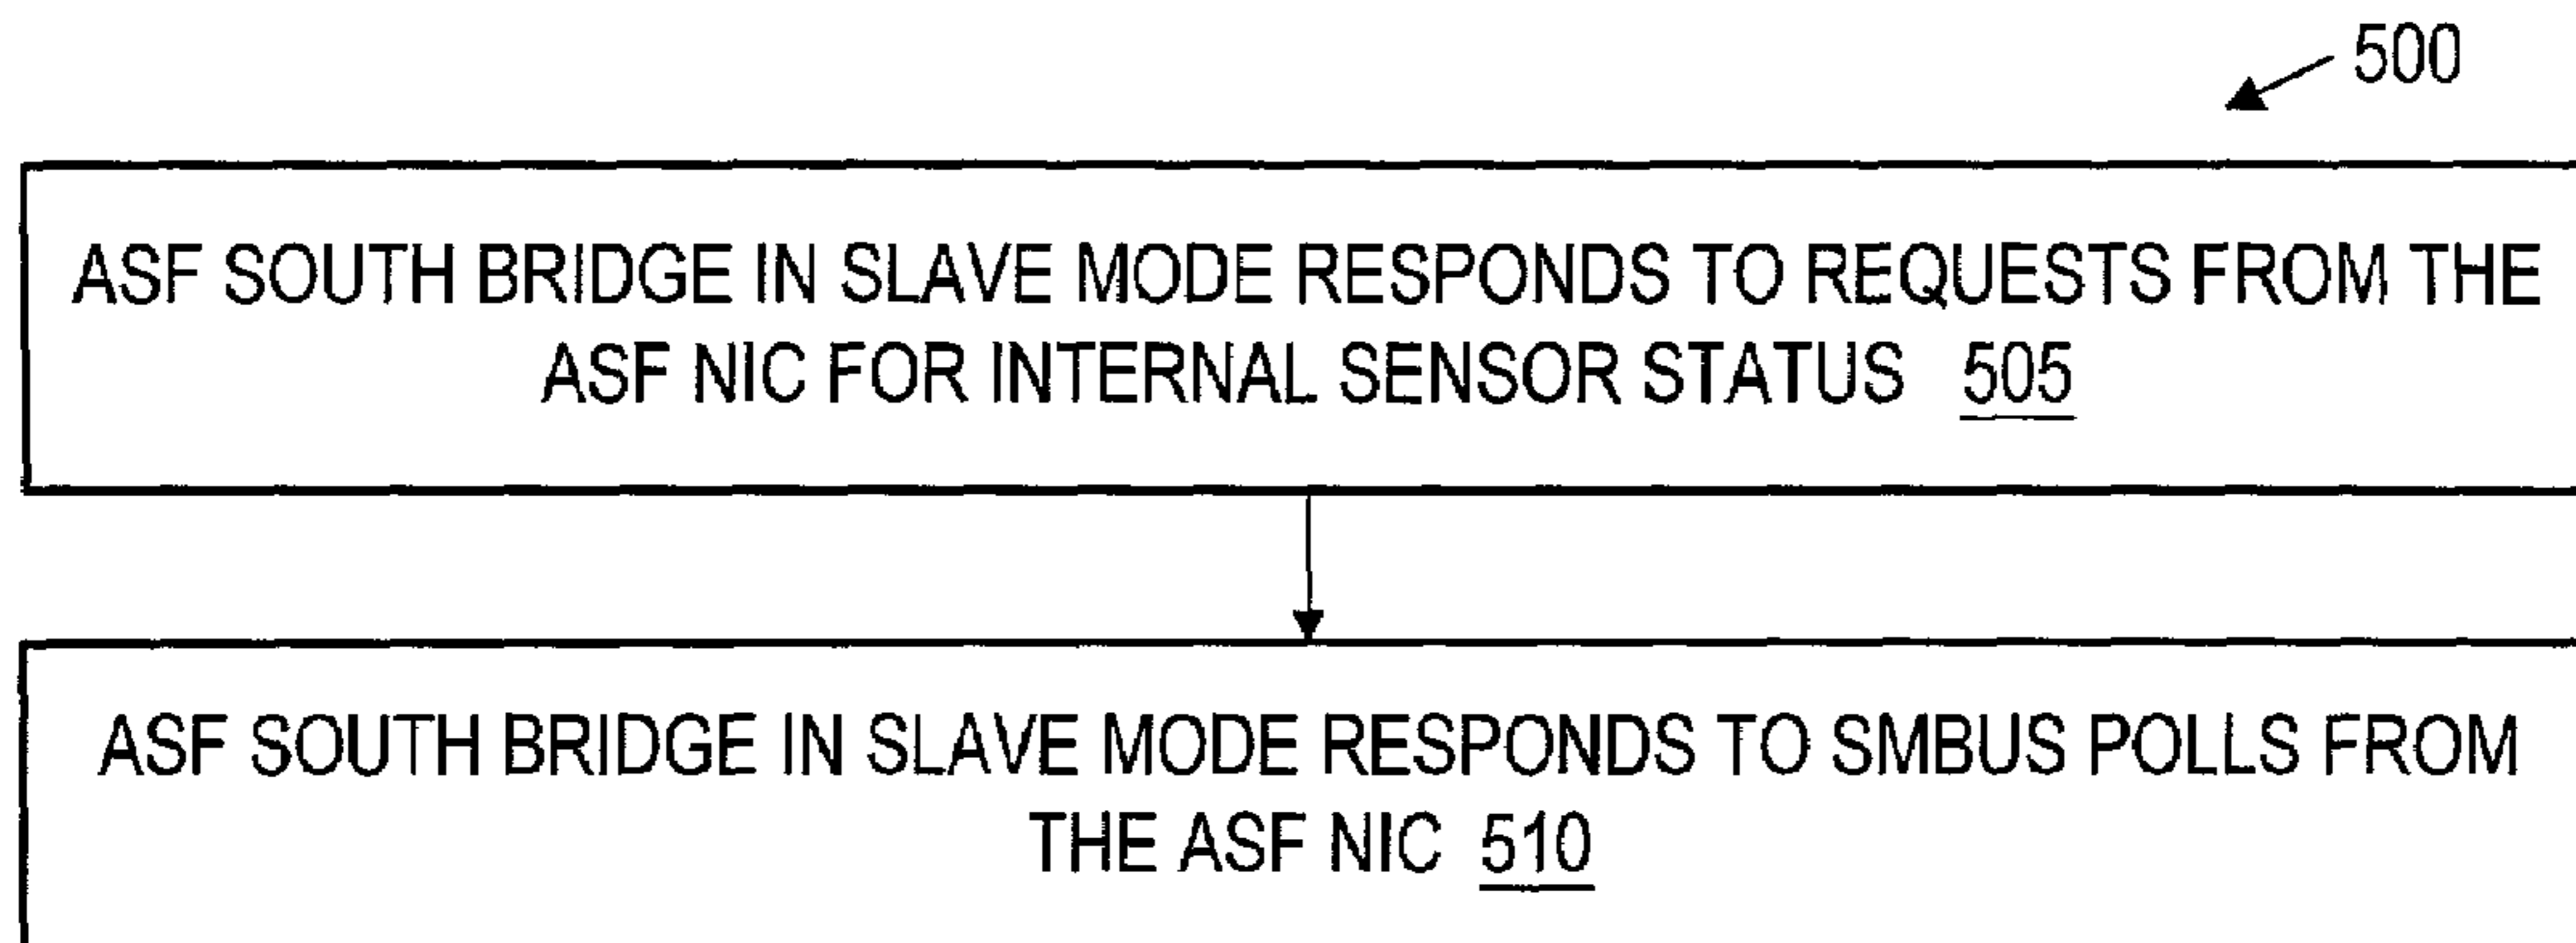 500
ASF SOUTH BRIDGE IN SLAVE MODE RESPONDS TO REQUESTS FROM THE
ASF NIC FOR INTERNAL SENSOR STATUS 505
ASF SOUTH BRIDGE IN SLAVE MODE RESPONDS TO SMBUS POLLS FROM
THE ASF NIC 510